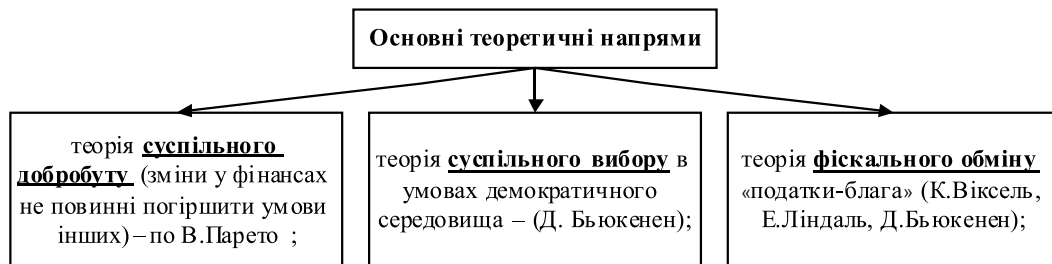 Основні теоретичні напрями
теорія суспільного
добробуту (зміни у фінансах
не повинні погіршити умови
інших) – по В.Парето ;
теорія суспільного вибору в
умовах демократичного
середовища – (Д. Бьюкенен);
теорія фіскального обміну
«податки-блага» (К.Віксель,
Е.Ліндаль, Д.Бьюкенен);